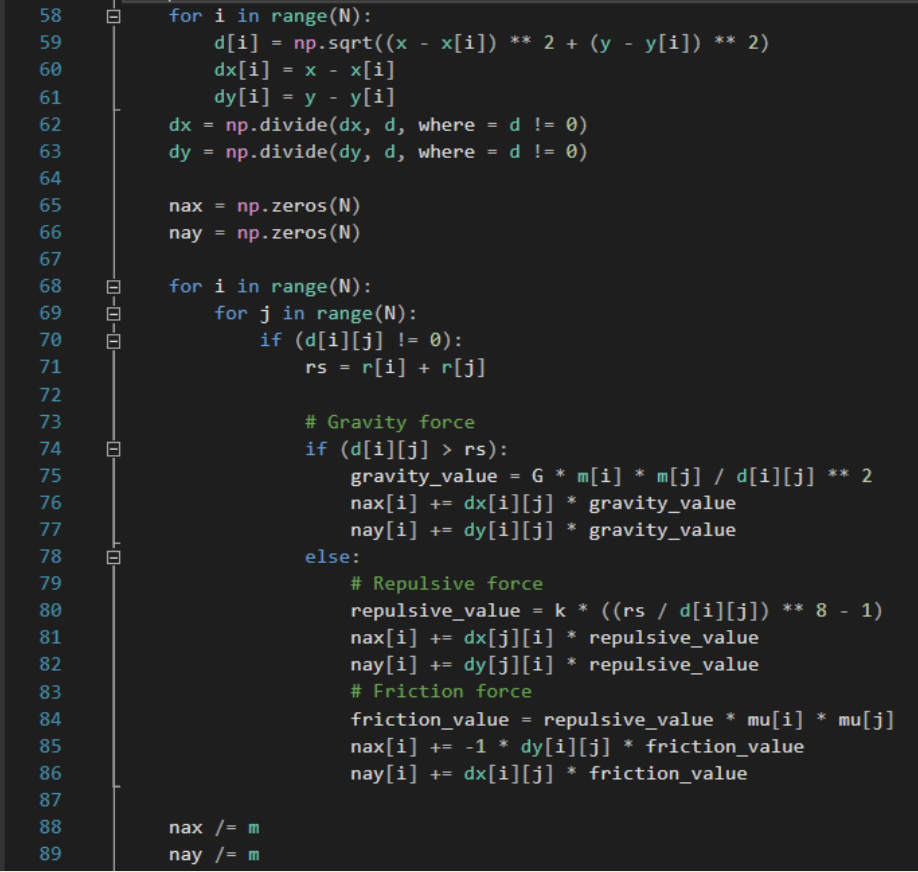 58 for i in range(N):
59 d[i] = np.sqrt((x - x[i]) ** 2 + (y - y[i]) ** 2)
60 dx[i] = x - x[i]
61 dy[i] = y - y[i]
62 dx = np.divide(dx, d, where = d != 0)
63 dy = np.divide(dy, d, where = d != 0)
64
65 nax = np.zeros(N)
66 nay = np.zeros(N)
67
68 for i in range(N):
69 for j in range(N):
70 if (d[i][j] != 0):
71 rs = r[i] + r[j]
72
73 # Gravity force
74 if (d[i][j] > rs):
75 gravity_value = G * m[i] * m[j] / d[i][j] ** 2
76 nax[i] += dx[i][j] * gravity_value
77 nay[i] += dy[i][j] * gravity_value
78 else:
79 # Repulsive force
80 repulsive_value = k * ((rs / d[i][j]) ** 8 - 1)
81 nax[i] += dx[j][i] * repulsive_value
82 nay[i] += dy[j][i] * repulsive_value
83 # Friction force
84 friction_value = repulsive_value * mu[i] * mu[j]
85 nax[i] += -1 * dy[i][j] * friction_value
86 nay[i] += dx[i][j] * friction_value
87
88 nax /= m
89 nay /= m